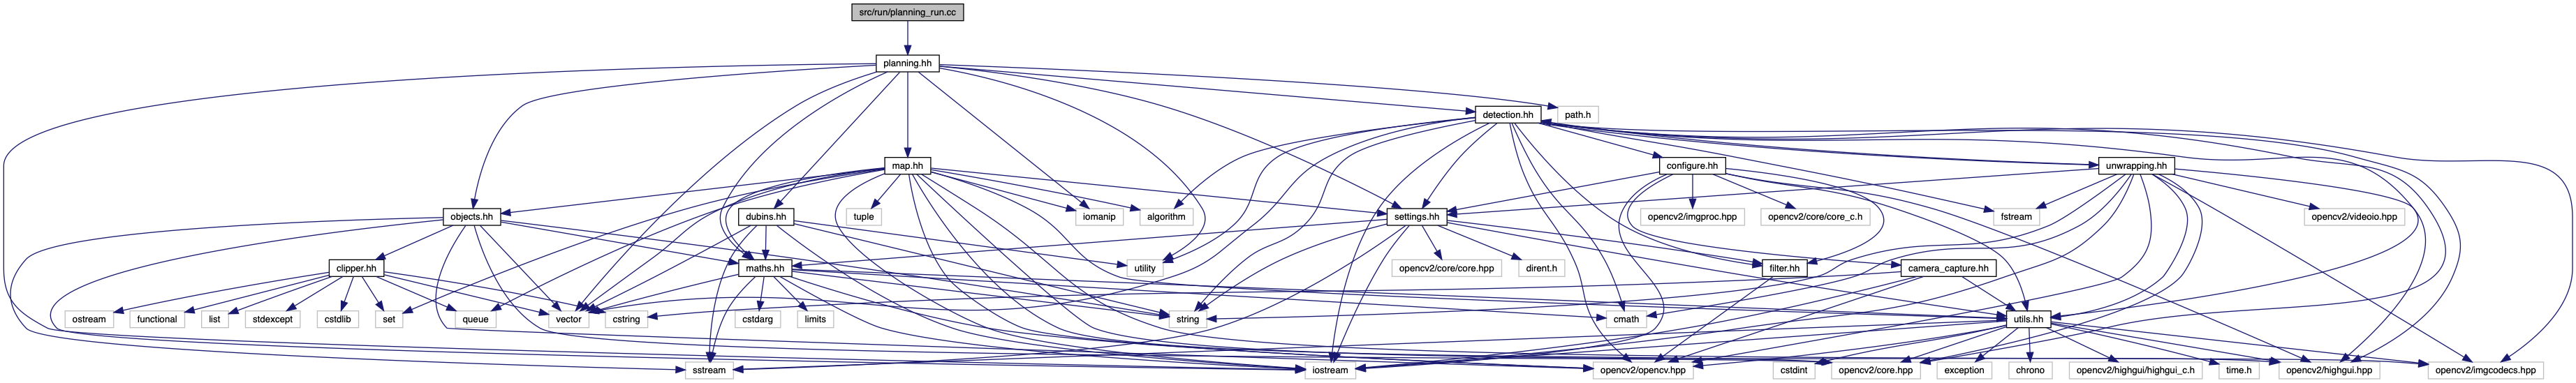 src/run/planning_run.cc
planning.hh
detection.hh
path.h
map.hh
configure.hh
unwrapping.hh
objects.hh
dubins.hh
tuple
iomanip
algorithm
settings.hh
opencv2/imgproc.hpp
opencv2/core/core_c.h
fstream
opencv2/videoio.hpp
clipper.hh
maths.hh
utility
opencv2/core/core.hpp
dirent.h
filter.hh
camera_capture.hh
ostream
functional
list
stdexcept
cstdlib
set
queue
vector
cstring
cstdarg
limits
string
cmath
utils.hh
sstream
iostream
opencv2/opencv.hpp
cstdint
opencv2/core.hpp
exception
chrono
opencv2/highgui/highgui_c.h
time.h
opencv2/highgui.hpp
opencv2/imgcodecs.hpp